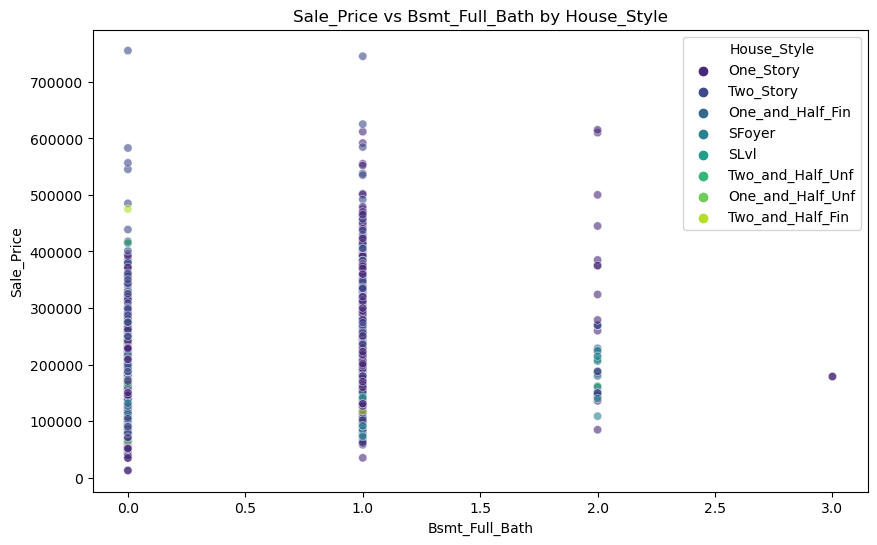 Sale_Price vs Bsmt_Full_Bath by House_Style
House_Style
One_Story
Two_Story
One_and_Half_Fin
SFoyer
SLvl
Two_and_Half_Unf
One_and_Half_Unf
Two_and_Half_Fin
Sale_Price
700000
600000
500000
400000
300000
200000
100000
0
0.0
0.5
1.0
1.5
2.0
2.5
3.0
Bsmt_Full_Bath